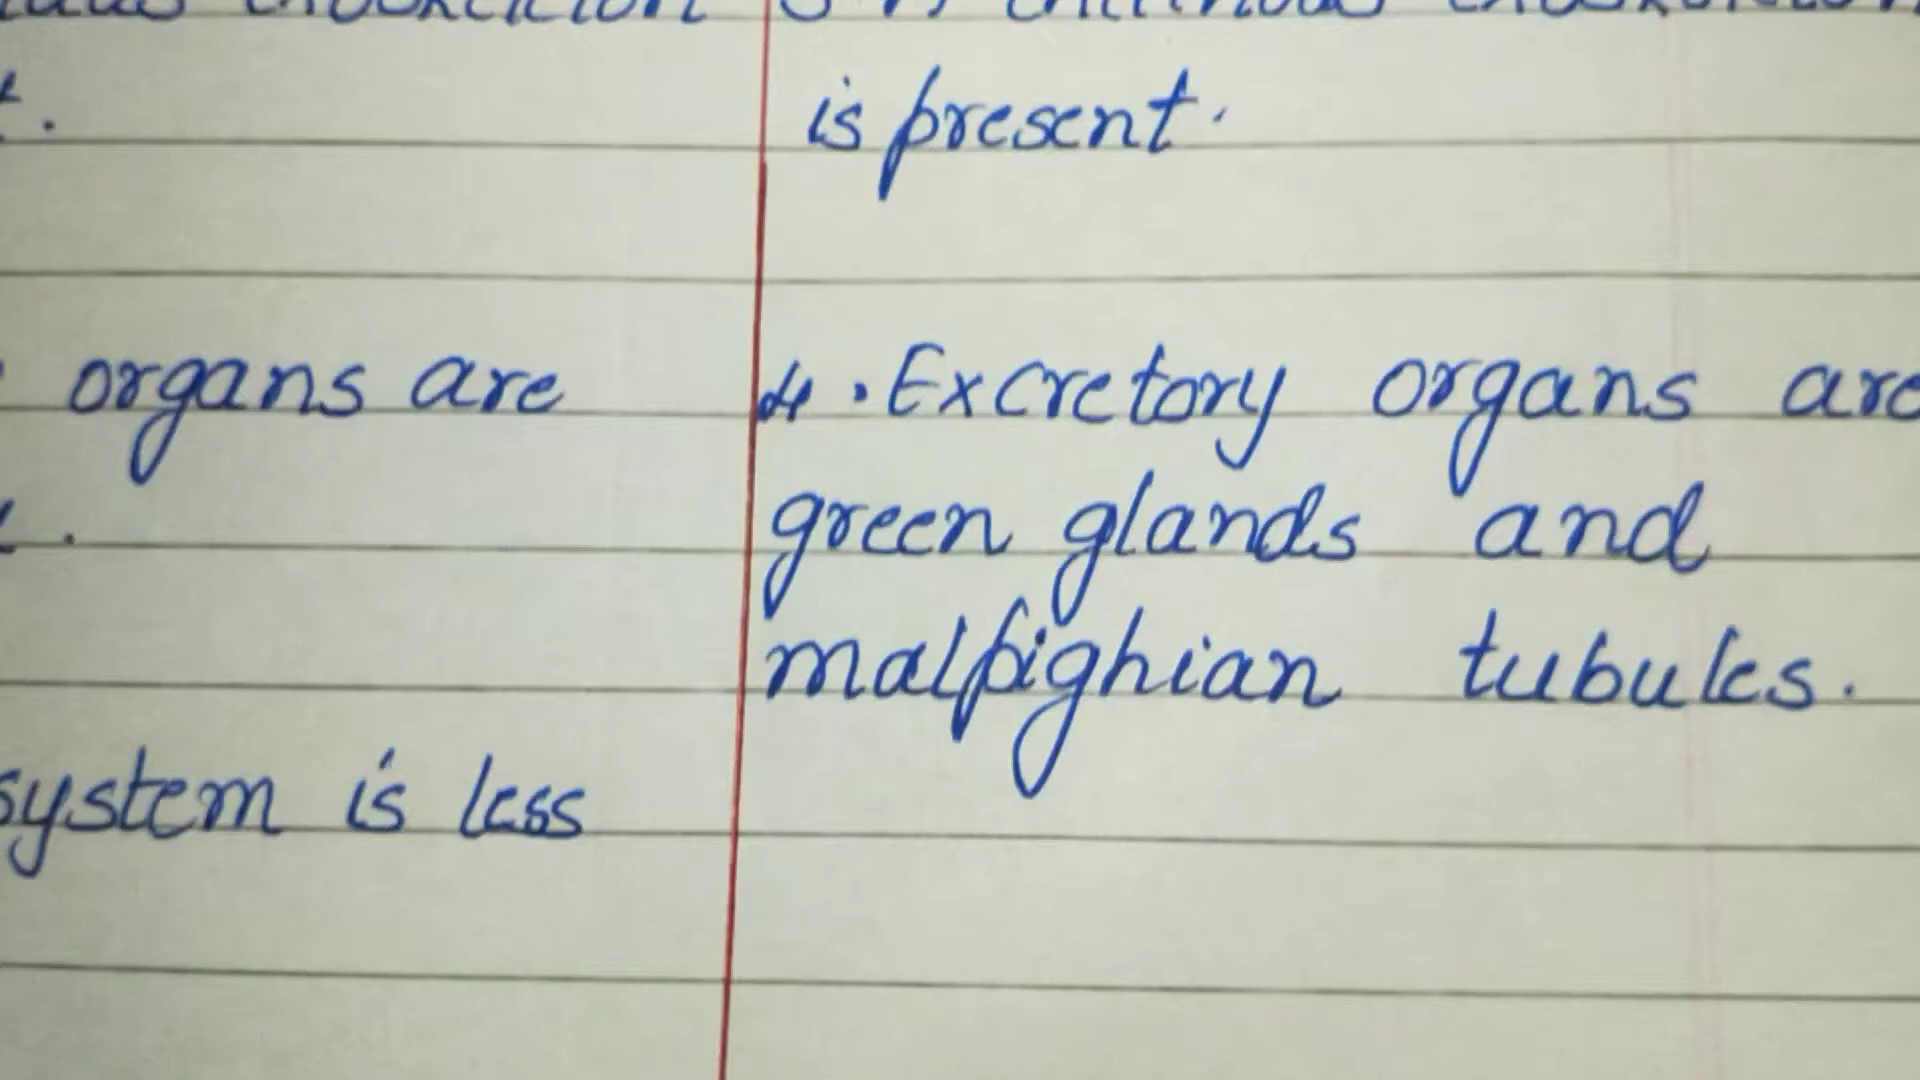 is present.
organs are
4. Excretory organs are
green glands and
malpighian tubules.
system is less